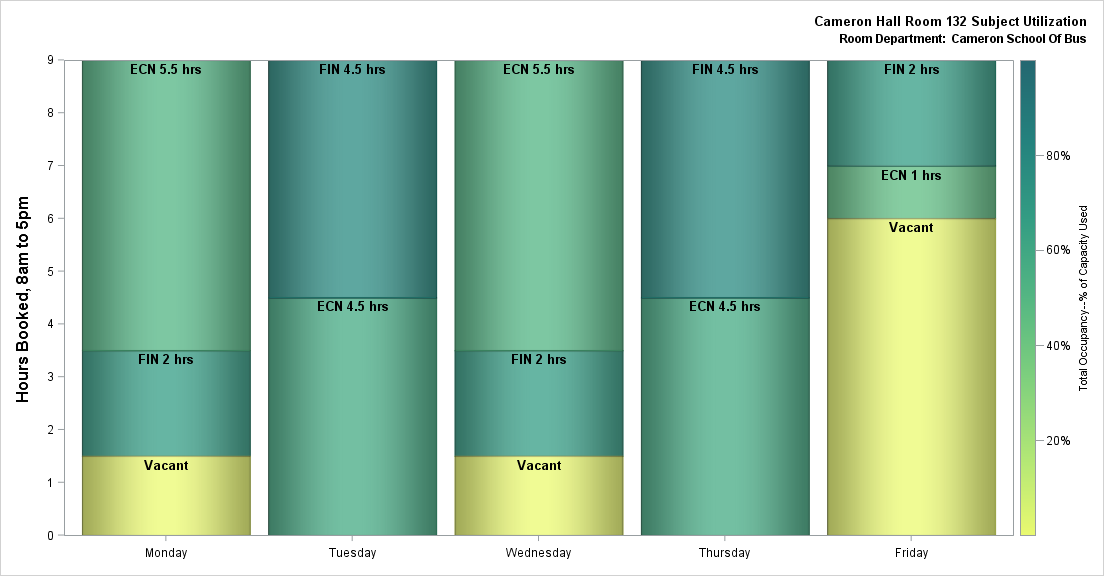 Cameron Hall Room 132 Subject Utilization
Room Department: Cameron School Of Bus
Hours Booked, 8am to 5pm
9
8
7
6
5
4
3
2
1
0
ECN 5.5 hrs
FIN 2 hrs
Vacant
FIN 4.5 hrs
ECN 4.5 hrs
ECN 5.5 hrs
FIN 2 hrs
Vacant
FIN 4.5 hrs
ECN 4.5 hrs
FIN 2 hrs
ECN 1 hrs
Vacant
Monday
Tuesday
Wednesday
Thursday
Friday
80%
60%
40%
20%
Total Occupancy--% of Capacity Used